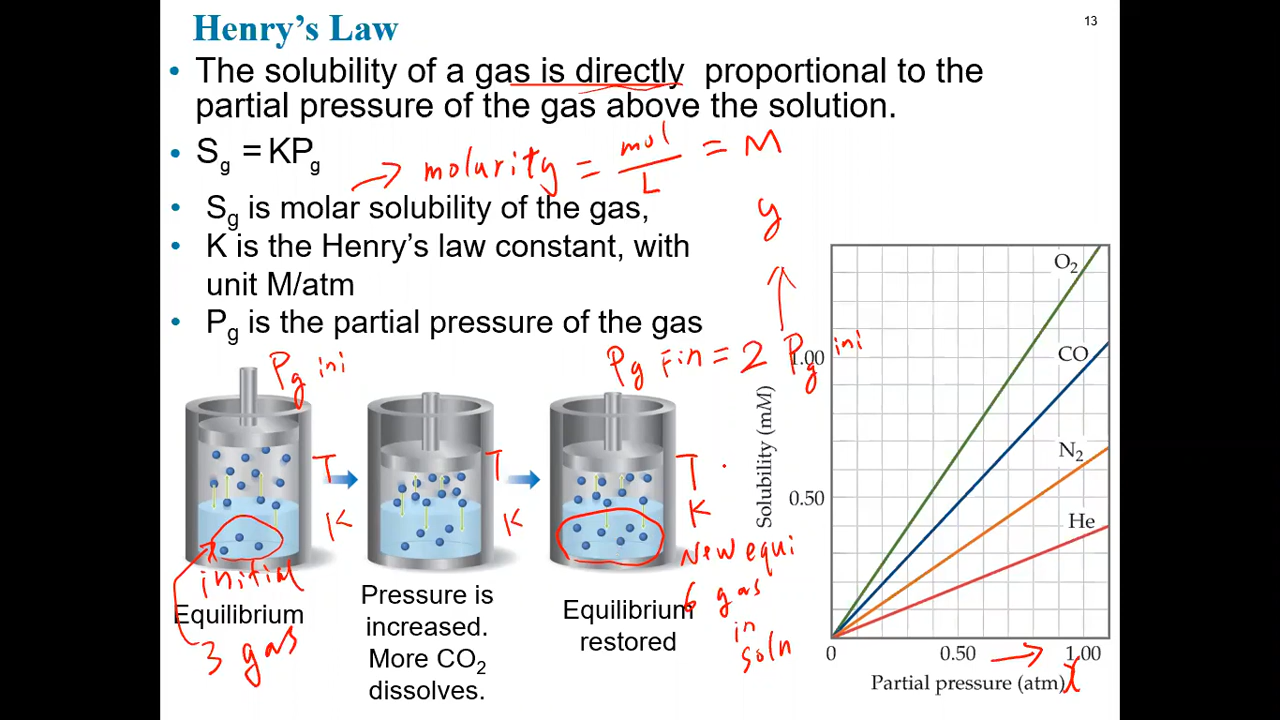 Henry's Law
13
• The solubility of a gas is directly proportional to the
partial pressure of the gas above the solution.
• Sg = KPg
→ molarity = mol/L = M
• Sg is molar solubility of the gas,
y
• K is the Henry's law constant, with
unit M/atm
• Pg is the partial pressure of the gas
Pg ini
Pg Fin = 2 Pg ini
T
K
T
K
T
K
initial
Equilibrium
3 gas
Pressure is
increased.
More CO2
dissolves.
Equilibrium
restored
New equi
6 gas
in
soln
Solubility (mM)
1.00
0.50
O2
CO
N2
He
0
0.50
→
1.00
Partial pressure (atm)
x